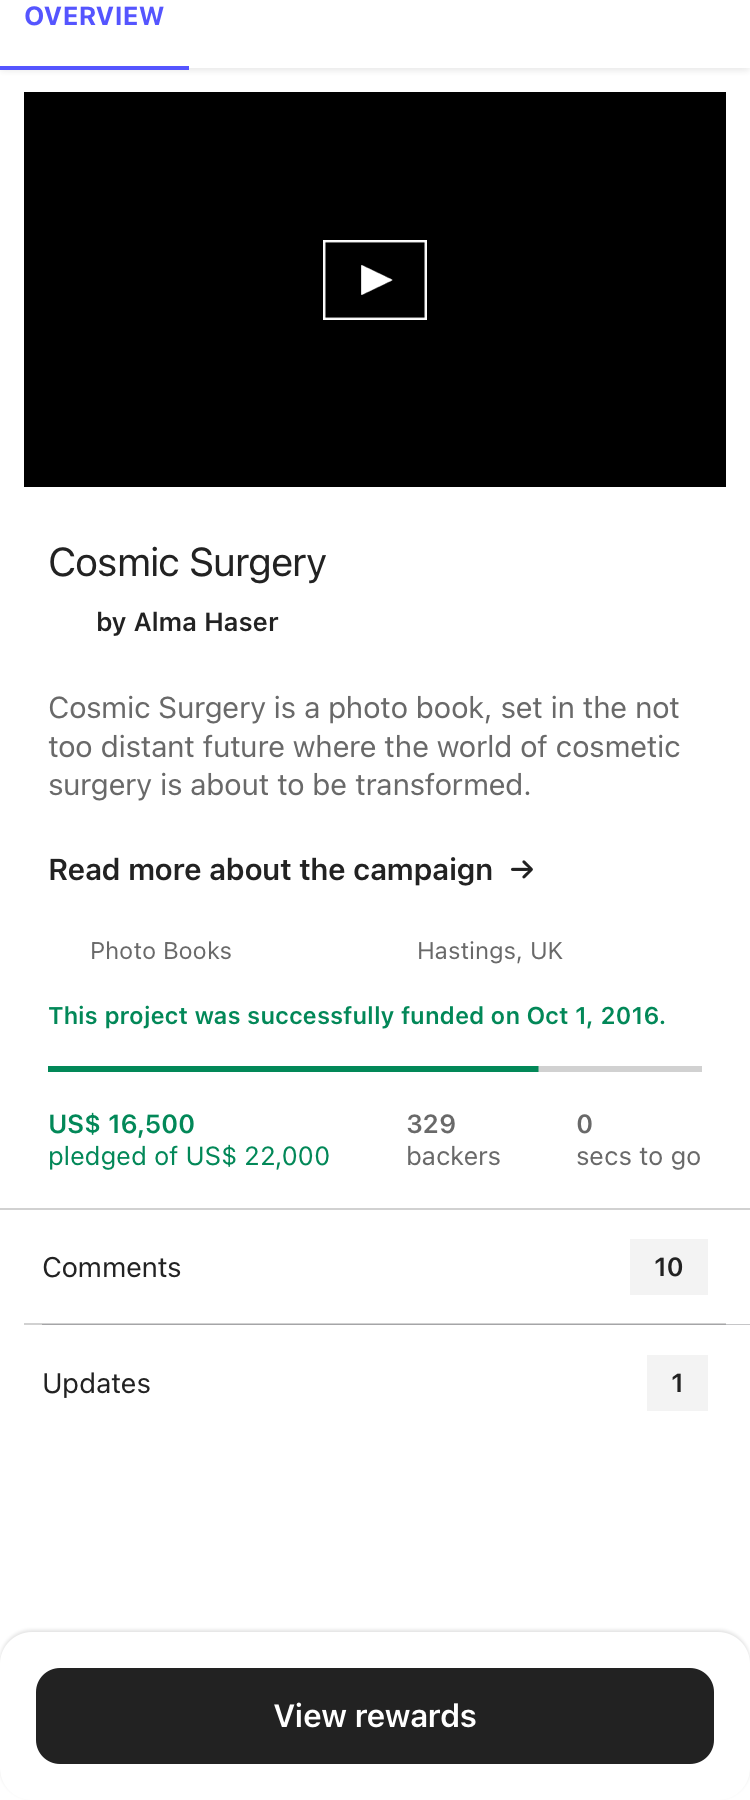 OVERVIEW
Cosmic Surgery
by Alma Haser
Cosmic Surgery is a photo book, set in the not
too distant future where the world of cosmetic
surgery is about to be transformed.
Read more about the campaign →
Photo Books
Hastings, UK
This project was successfully funded on Oct 1, 2016.
US$ 16,500
pledged of US$ 22,000
329
backers
0
secs to go
Comments
10
Updates
1
View rewards